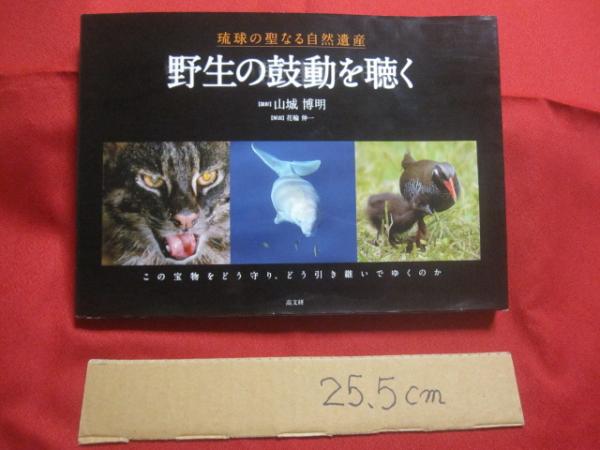 琉球の聖なる自然遺産
野生の鼓動を聴く
【撮影】山城 博明
【解説】花輪 伸一
この宝物をどう守り、どう引き継いでゆくのか
高文研
25.5cm